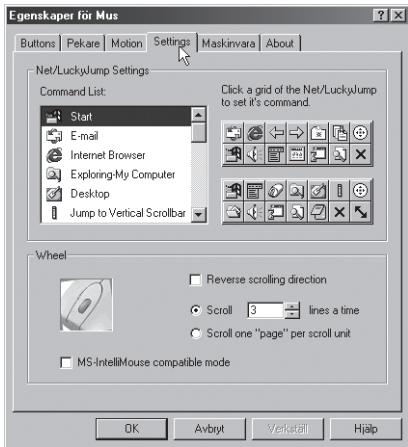 Egenskaper för Mus
Buttons Pekare Motion Settings Maskinvara About
Net/LuckyJump Settings
Command List:
Start
E-mail
Internet Browser
Exploring-My Computer
Desktop
Jump to Vertical Scrollbar
Click a grid of the Net/LuckyJump
to set it's command.
Wheel
Reverse scrolling direction
Scroll 3 lines a time
Scroll one "page" per scroll unit
MS-IntelliMouse compatible mode
OK Avbryt Verkställ Hjälp